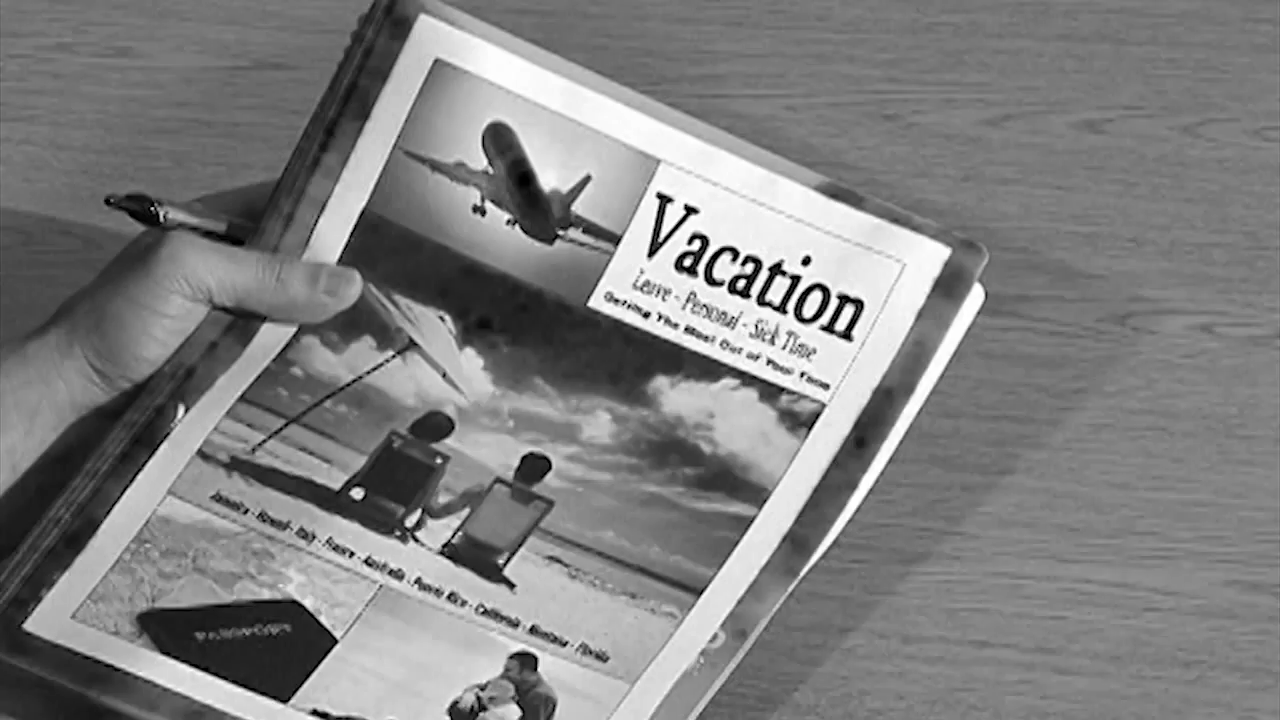 Vacation
Leave - Personal - Sick Time
Getting The Most Out of Your Time
Jamaica - Hawaii - Italy - France - Australia - Puerto Rico - California - Montana - Florida
PASSPORT